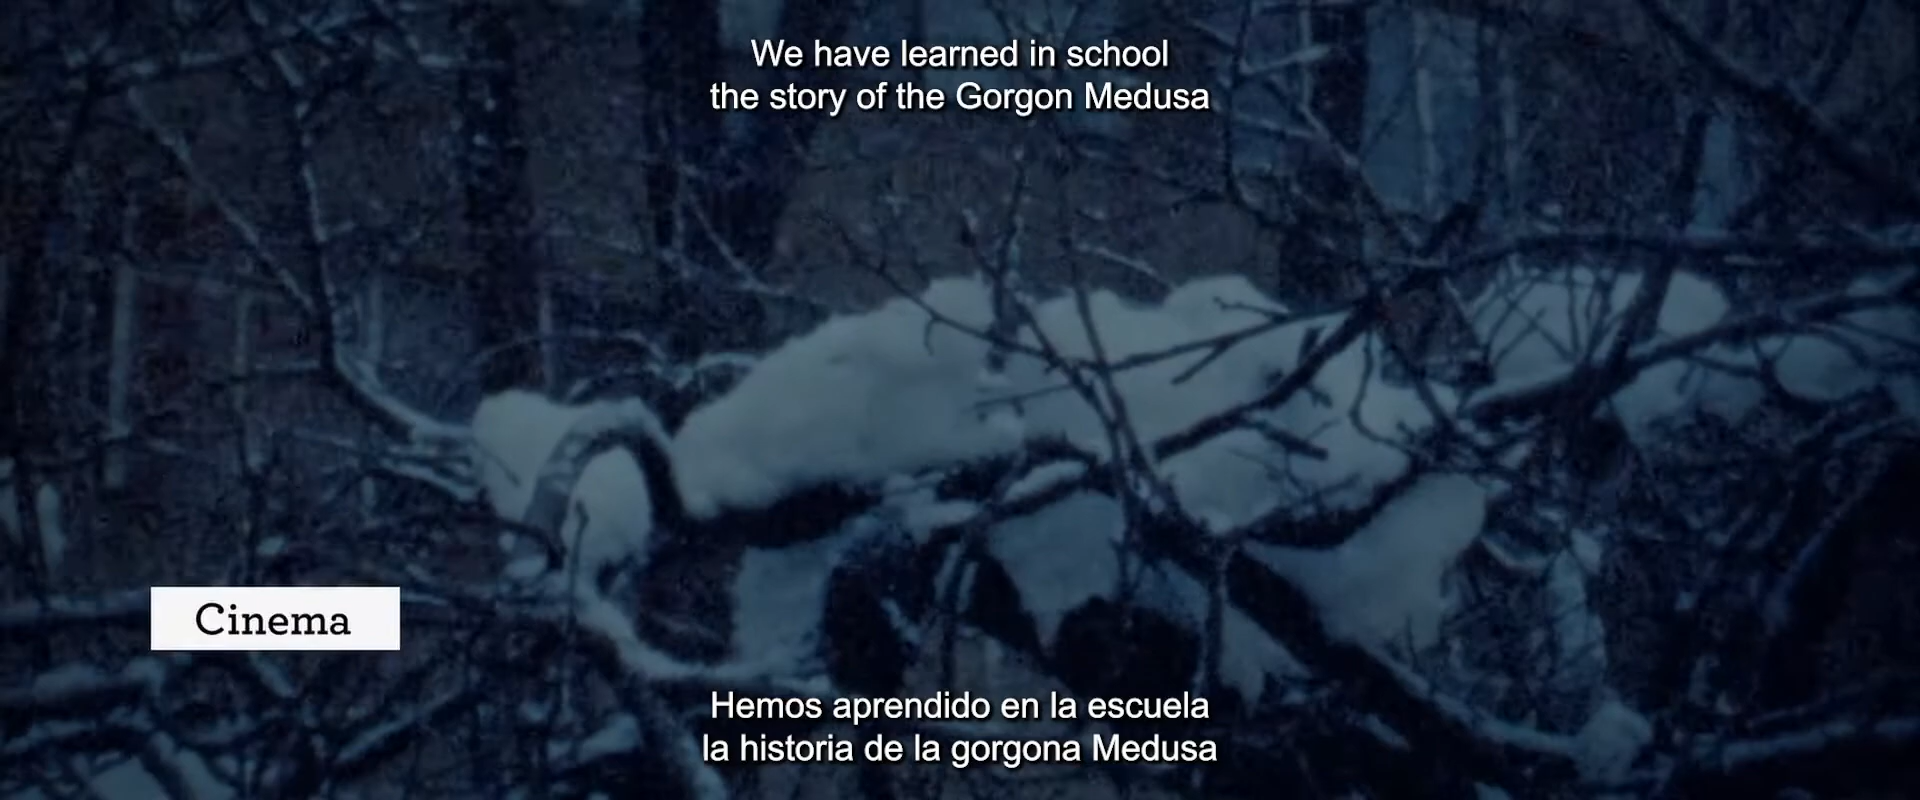 We have learned in school
the story of the Gorgon Medusa
Cinema
Hemos aprendido en la escuela
la historia de la gorgona Medusa